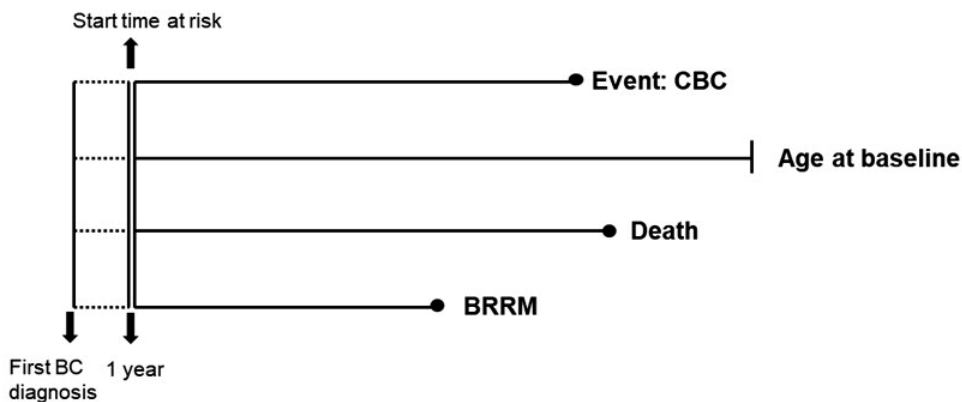 Start time at risk
Event: CBC
Age at baseline
Death
BRRM
First BC
diagnosis
1 year